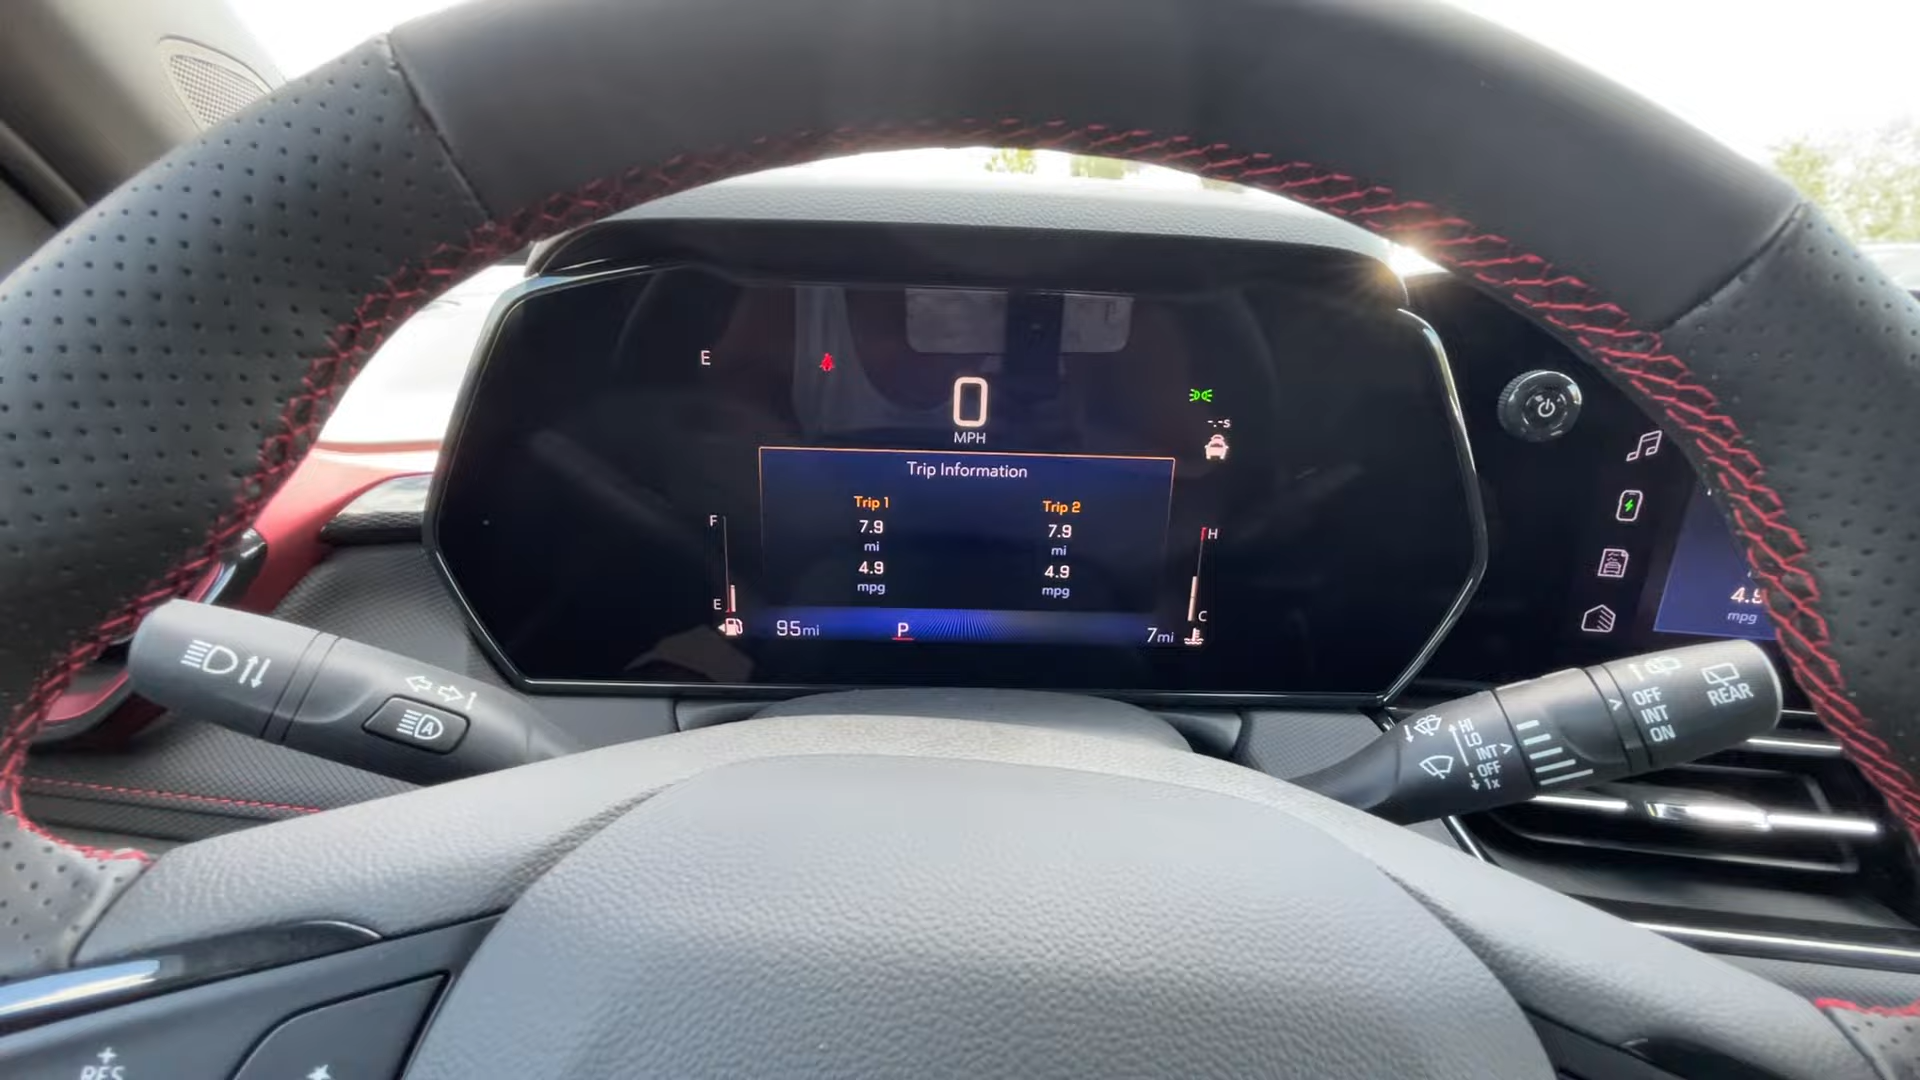 E
0
MPH
-.-s
Trip Information
Trip 1
Trip 2
7.9
7.9
mi
mi
4.9
4.9
mpg
mpg
F
E
H
C
95mi
P
7mi
mpg
A
HI
LO
INT
OFF
1x
OFF
INT
ON
REAR
+
RES